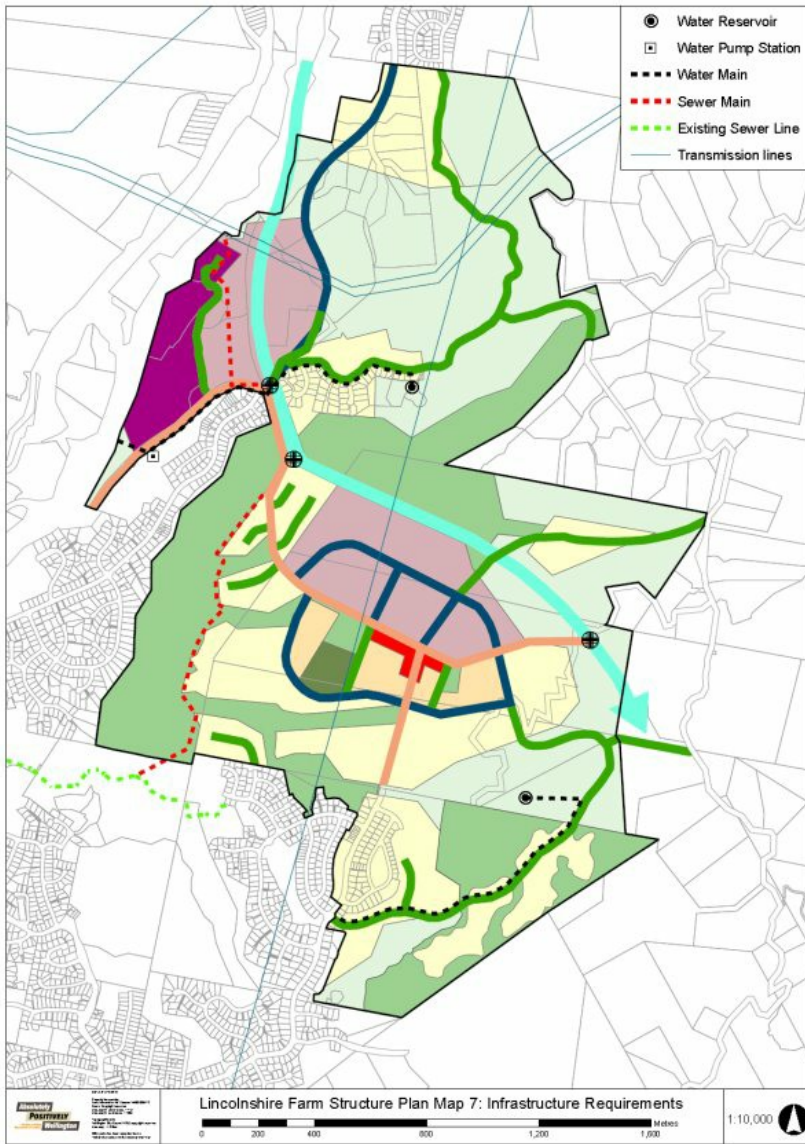 Water Reservoir
Water Pump Station
Water Main
Sewer Main
Existing Sewer Line
Transmission lines
Absolutely
POSITIVELY
Wellington
Lincolnshire Farm Structure Plan Map 7: Infrastructure Requirements
Metres
0 200 400 800 1,200 1,600
1:10,000